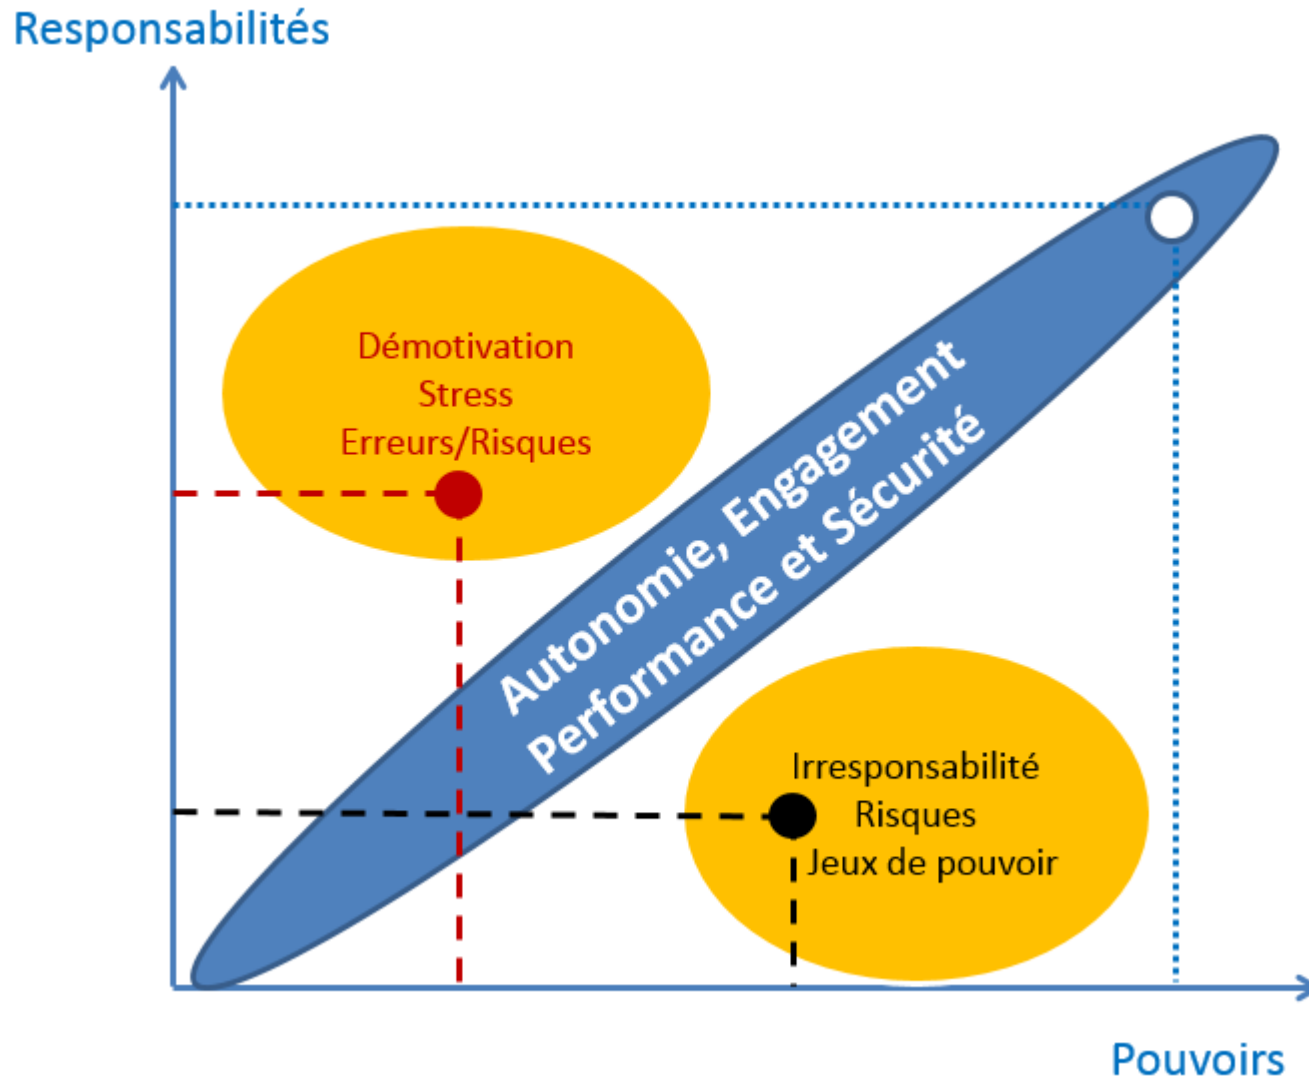 Responsabilités
Démotivation
Stress
Erreurs/Risques
Autonomie, Engagement
Performance et Sécurité
Irresponsabilité
Risques
Jeux de pouvoir
Pouvoirs